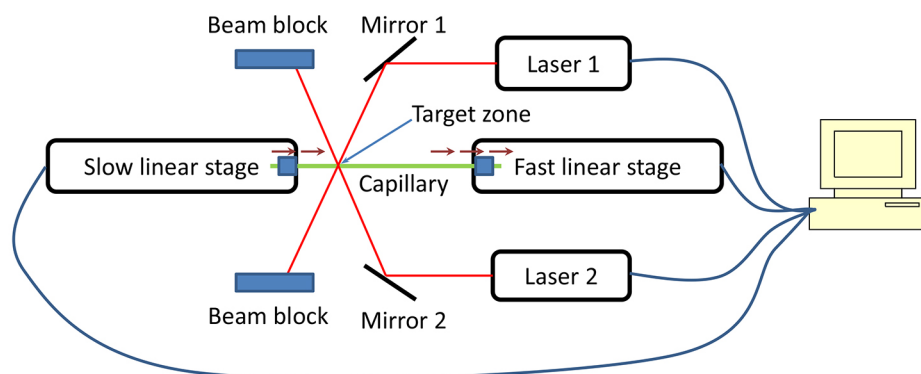 Beam block
Mirror 1
Laser 1
Target zone
Slow linear stage
Capillary
Fast linear stage
Beam block
Mirror 2
Laser 2